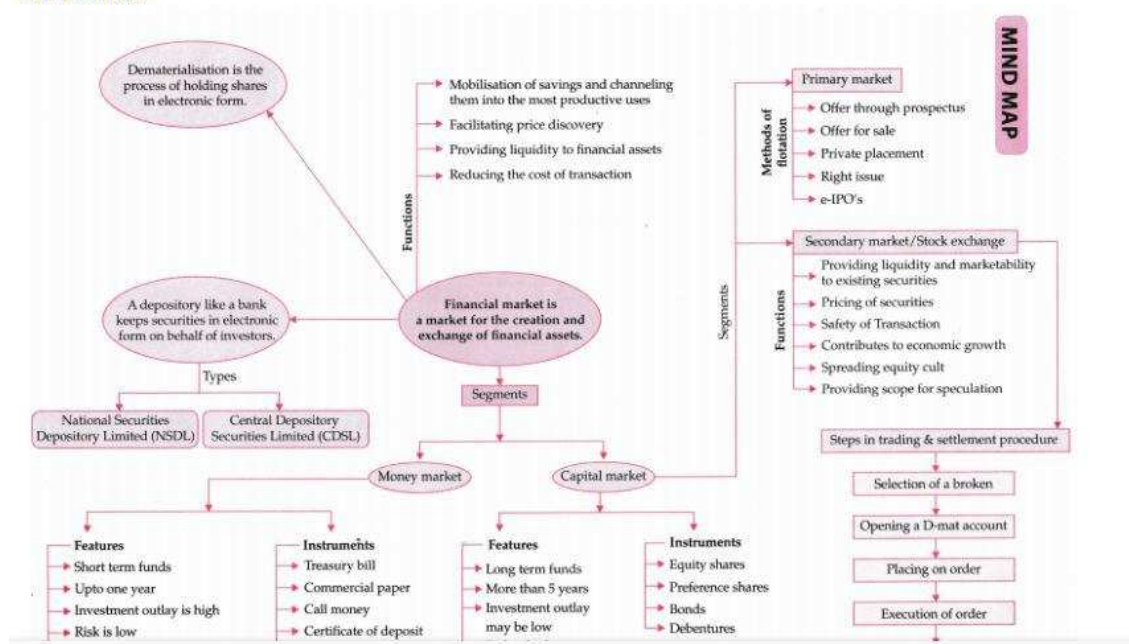 MIND MAP
Dematerialisation is the
process of holding shares
in electronic form.
Functions
Mobilisation of savings and channeling
them into the most productive uses
Facilitating price discovery
Providing liquidity to financial assets
Reducing the cost of transaction
Primary market
Methods of
flotation
Offer through prospectus
Offer for sale
Private placement
Right issue
e-IPO's
Segments
Secondary market/Stock exchange
Functions
Providing liquidity and marketability
to existing securities
Pricing of securities
Safety of Transaction
Contributes to economic growth
Spreading equity cult
Providing scope for speculation
A depository like a bank
keeps securities in electronic
form on behalf of investors.
Financial market is
a market for the creation and
exchange of financial assets.
Types
National Securities
Depository Limited (NSDL)
Central Depository
Securities Limited (CDSL)
Segments
Money market
Capital market
Features
Short term funds
Upto one year
Investment outlay is high
Risk is low
Instruments
Treasury bill
Commercial paper
Call money
Certificate of deposit
Features
Long term funds
More than 5 years
Investment outlay
may be low
Instruments
Equity shares
Preference shares
Bonds
Debentures
Steps in trading & settlement procedure
Selection of a broken
Opening a D-mat account
Placing on order
Execution of order